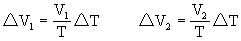 △V₁ = V₁/T △T △V₂ = V₂/T △T